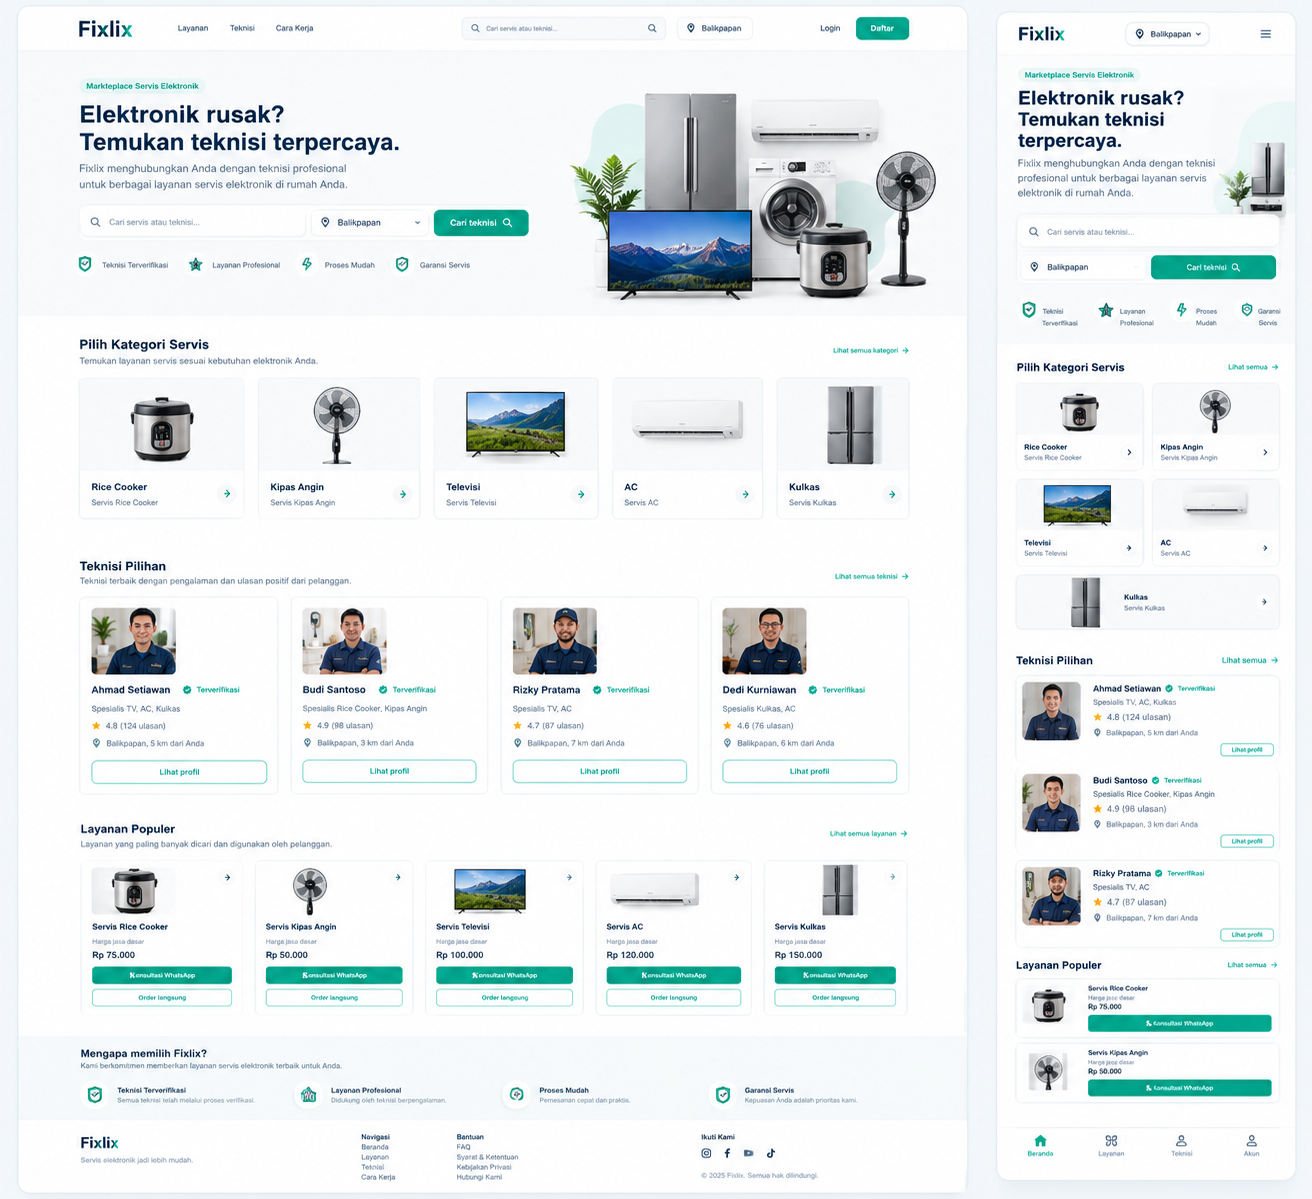 Fixlix
Layanan
Teknisi
Cara Kerja
Cari servis atau teknisi...
Balikpapan
Login
Daftar
Markteplace Servis Elektronik
Elektronik rusak?
Temukan teknisi terpercaya.
Fixlix menghubungkan Anda dengan teknisi profesional
untuk berbagai layanan servis elektronik di rumah Anda.
Cari servis atau teknisi...
Balikpapan
Cari teknisi
Teknisi Terverifikasi
Layanan Profesional
Proses Mudah
Garansi Servis
Pilih Kategori Servis
Temukan layanan servis sesuai kebutuhan elektronik Anda.
Lihat semua kategori →
Rice Cooker
Servis Rice Cooker
Kipas Angin
Servis Kipas Angin
Televisi
Servis Televisi
AC
Servis AC
Kulkas
Servis Kulkas
Teknisi Pilihan
Teknisi terbaik dengan pengalaman dan ulasan positif dari pelanggan.
Lihat semua teknisi →
Ahmad Setiawan
Terverifikasi
Spesialis TV, AC, Kulkas
4.8 (124 ulasan)
Balikpapan, 5 km dari Anda
Lihat profil
Budi Santoso
Terverifikasi
Spesialis Rice Cooker, Kipas Angin
4.9 (98 ulasan)
Balikpapan, 3 km dari Anda
Lihat profil
Rizky Pratama
Terverifikasi
Spesialis TV, AC
4.7 (87 ulasan)
Balikpapan, 7 km dari Anda
Lihat profil
Dedi Kurniawan
Terverifikasi
Spesialis Kulkas, AC
4.6 (76 ulasan)
Balikpapan, 6 km dari Anda
Lihat profil
Layanan Populer
Layanan yang paling banyak dicari dan digunakan oleh pelanggan.
Lihat semua layanan →
Servis Rice Cooker
Harga jasa dasar
Rp 75.000
Konsultasi WhatsApp
Order langsung
Servis Kipas Angin
Harga jasa dasar
Rp 50.000
Konsultasi WhatsApp
Order langsung
Servis Televisi
Harga jasa dasar
Rp 100.000
Konsultasi WhatsApp
Order langsung
Servis AC
Harga jasa dasar
Rp 120.000
Konsultasi WhatsApp
Order langsung
Servis Kulkas
Harga jasa dasar
Rp 150.000
Konsultasi WhatsApp
Order langsung
Mengapa memilih Fixlix?
Kami berkomitmen memberikan layanan servis elektronik terbaik untuk Anda.
Teknisi Terverifikasi
Semua teknisi telah melalui proses verifikasi.
Layanan Profesional
Didukung oleh teknisi berpengalaman.
Proses Mudah
Pemesanan cepat dan praktis.
Garansi Servis
Kepuasan Anda adalah prioritas kami.
Fixlix
Servis elektronik jadi lebih mudah.
Navigasi
Beranda
Layanan
Teknisi
Cara Kerja
Bantuan
FAQ
Syarat & Ketentuan
Kebijakan Privasi
Hubungi Kami
Ikuti Kami
© 2025 Fixlix. Semua hak dilindungi.
Fixlix
Balikpapan
Marketplace Servis Elektronik
Elektronik rusak?
Temukan teknisi
terpercaya.
Fixlix menghubungkan Anda dengan teknisi
profesional untuk berbagai layanan servis
elektronik di rumah Anda.
Cari servis atau teknisi...
Balikpapan
Cari teknisi
Teknisi
Terverifikasi
Layanan
Profesional
Proses
Mudah
Garansi
Servis
Pilih Kategori Servis
Lihat semua →
Rice Cooker
Servis Rice Cooker
Kipas Angin
Servis Kipas Angin
Televisi
Servis Televisi
AC
Servis AC
Kulkas
Servis Kulkas
Teknisi Pilihan
Lihat semua →
Ahmad Setiawan
Terverifikasi
Spesialis TV, AC, Kulkas
4.8 (124 ulasan)
Balikpapan, 5 km dari Anda
Lihat profil
Budi Santoso
Terverifikasi
Spesialis Rice Cooker, Kipas Angin
4.9 (98 ulasan)
Balikpapan, 3 km dari Anda
Lihat profil
Rizky Pratama
Terverifikasi
Spesialis TV, AC
4.7 (87 ulasan)
Balikpapan, 7 km dari Anda
Lihat profil
Layanan Populer
Lihat semua →
Servis Rice Cooker
Harga jasa dasar
Rp 75.000
Konsultasi WhatsApp
Servis Kipas Angin
Harga jasa dasar
Rp 50.000
Konsultasi WhatsApp
Beranda
Layanan
Teknisi
Akun